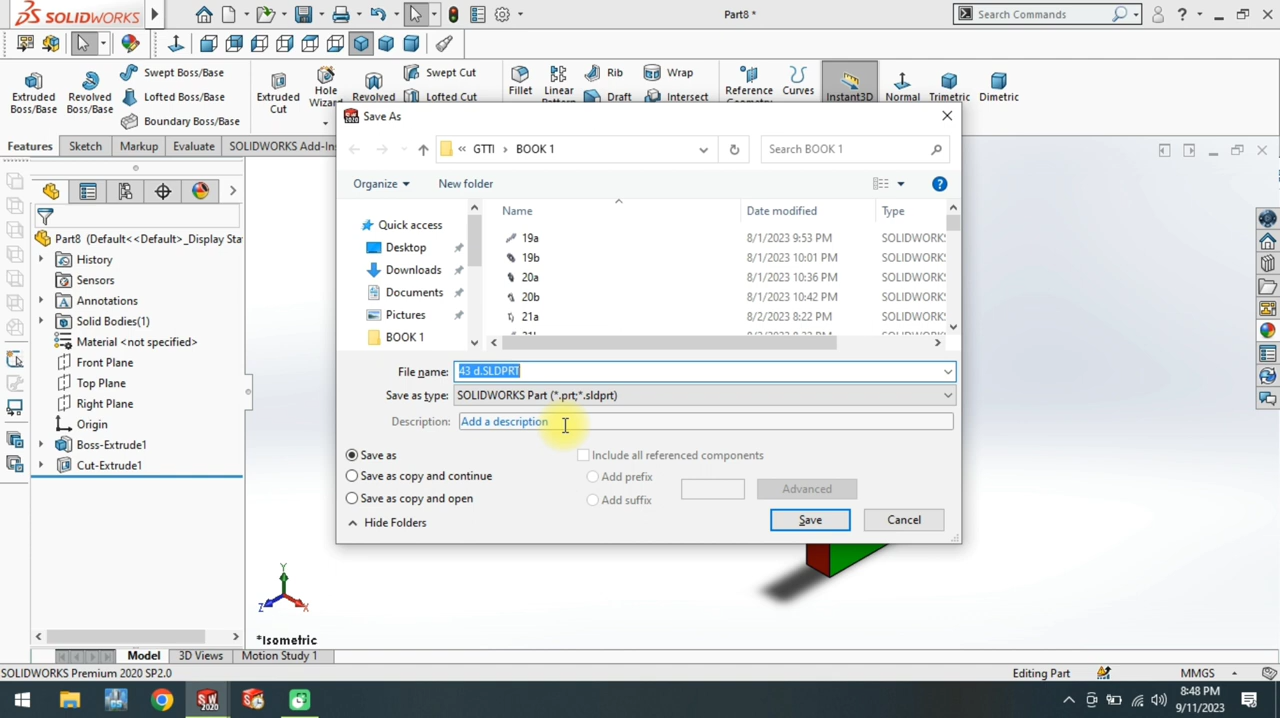 SOLIDWORKS
Part8 *
Search Commands
?
Extruded Boss/Base
Revolved Boss/Base
Swept Boss/Base
Lofted Boss/Base
Boundary Boss/Base
Extruded Cut
Hole Wizard
Revolved
Swept Cut
Lofted Cut
Fillet
Linear
Rib
Draft
Wrap
Intersect
Reference
Curves
Instant3D
Normal
Trimetric
Dimetric
Features
Sketch
Markup
Evaluate
SOLIDWORKS Add-Ins
Save As
« GTTI › BOOK 1
Search BOOK 1
Organize
New folder
Name
Date modified
Type
Quick access
Desktop
Downloads
Documents
Pictures
BOOK 1
19a 8/1/2023 9:53 PM SOLIDWORKS
19b 8/1/2023 10:01 PM SOLIDWORKS
20a 8/1/2023 10:36 PM SOLIDWORKS
20b 8/1/2023 10:42 PM SOLIDWORKS
21a 8/2/2023 8:22 PM SOLIDWORKS
File name: 43 d.SLDPRT
Save as type: SOLIDWORKS Part (*.prt;*.sldprt)
Description: Add a description
Save as
Save as copy and continue
Save as copy and open
Include all referenced components
Add prefix
Add suffix
Advanced
Hide Folders
Save
Cancel
Part8 (Default<<Default>_Display Sta
History
Sensors
Annotations
Solid Bodies(1)
Material <not specified>
Front Plane
Top Plane
Right Plane
Origin
Boss-Extrude1
Cut-Extrude1
Y
Z
X
*Isometric
Model
3D Views
Motion Study 1
SOLIDWORKS Premium 2020 SP2.0
Editing Part
MMGS
SW 2020
8:48 PM
9/11/2023